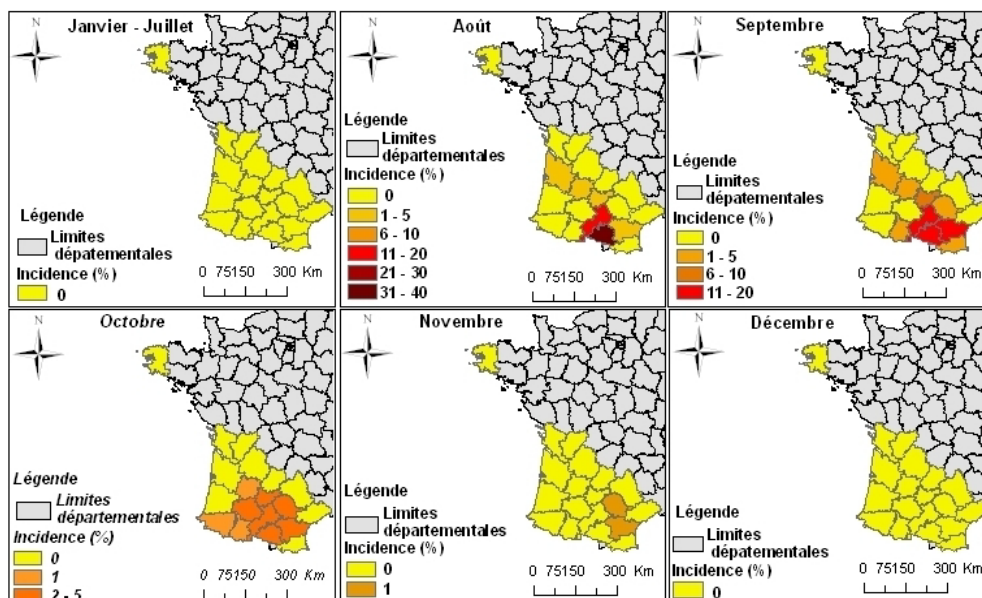 Janvier - Juillet
N
Légende
Limites
dépatementales
Incidence (%)
0
0 75150 300 Km
Août
N
Légende
Limites
départementales
Incidence (%)
0
1 - 5
6 - 10
11 - 20
21 - 30
31 - 40
0 75150 300 Km
Septembre
N
Légende
Limites
dépatementales
Incidence (%)
0
1 - 5
6 - 10
11 - 20
0 75150 300 Km
Octobre
N
Légende
Limites
dépatementales
Incidence (%)
0
1
2 - 5
0 75150 300 Km
Novembre
N
Légende
Limites
départementales
Incidence (%)
0
1
0 75150 300 Km
Décembre
N
Légende
Limites
dépatementales
Incidence (%)
0
0 75150 300 Km